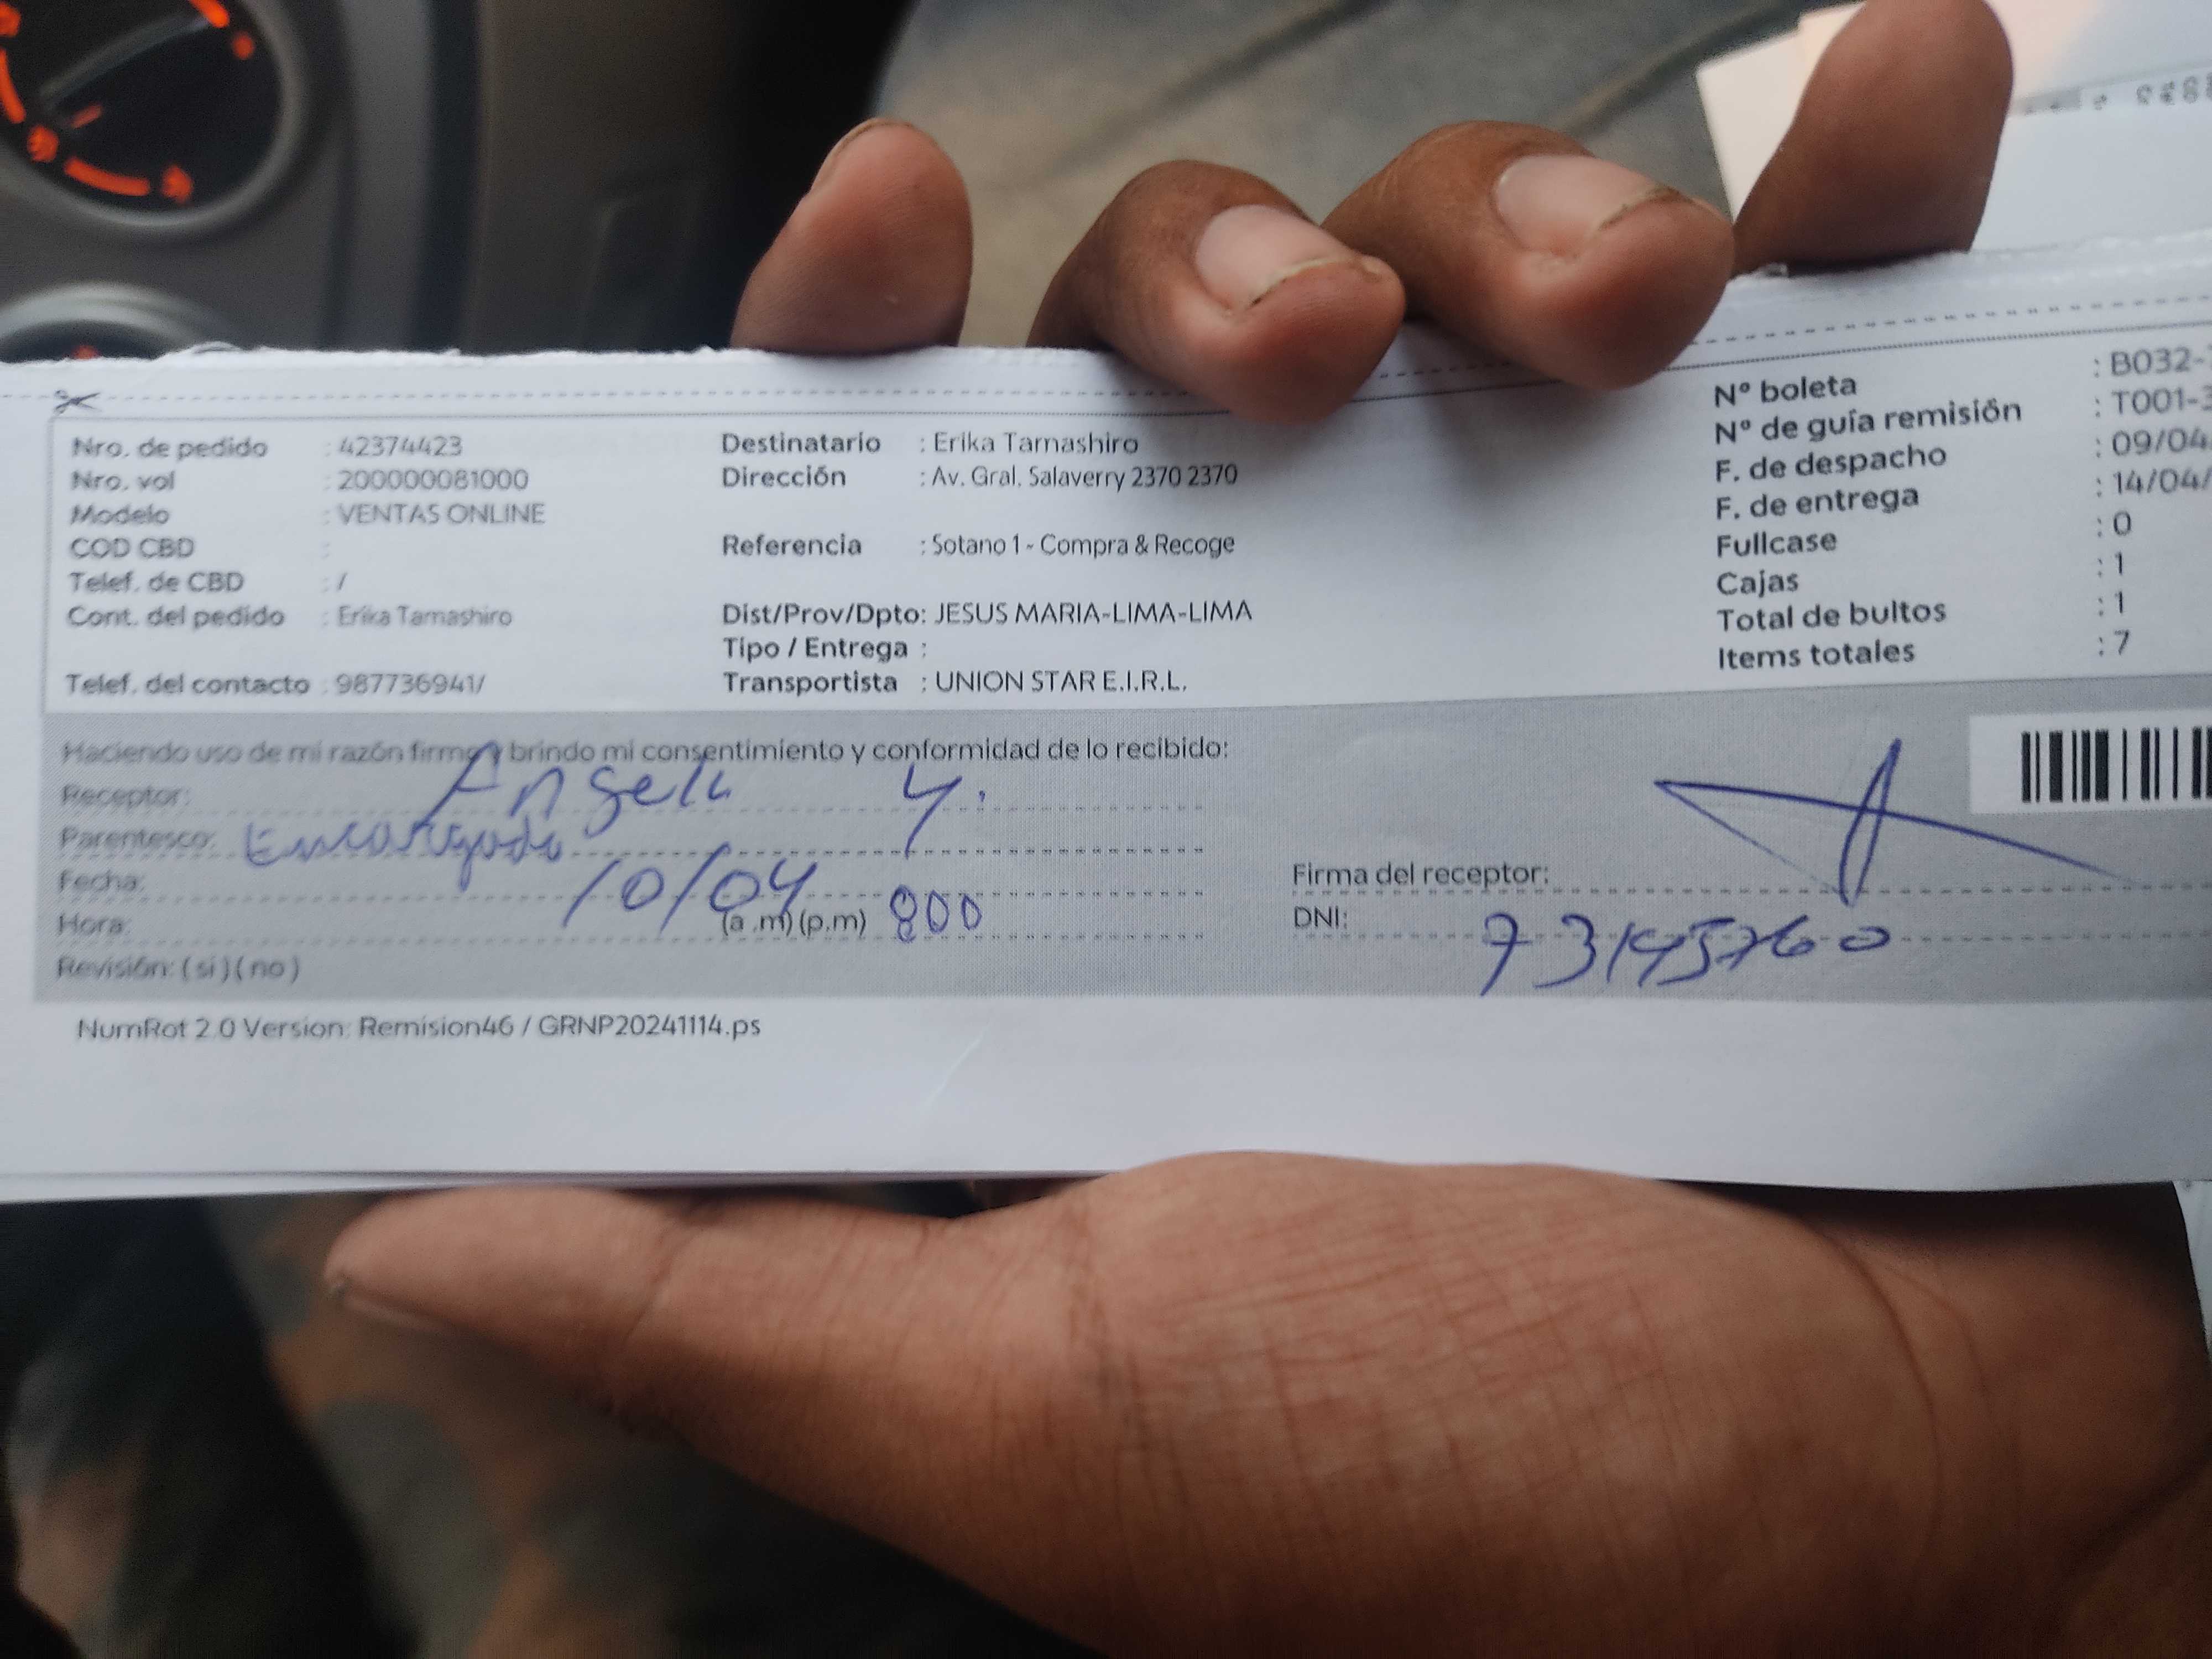 Nro. de pedido : 42374423
Nro. vol : 200000081000
Modelo : VENTAS ONLINE
COD CBD :
Telef. de CBD : /
Cont. del pedido : Erika Tamashiro
Telef. del contacto : 987736941/
Destinatario : Erika Tamashiro
Dirección : Av. Gral. Salaverry 2370 2370
Referencia : Sotano 1 - Compra & Recoge
Dist/Prov/Dpto: JESUS MARIA-LIMA-LIMA
Tipo / Entrega :
Transportista : UNION STAR E.I.R.L.
N° boleta : B032-
N° de guía remisión : T001-3
F. de despacho : 09/04
F. de entrega : 14/04/
Fullcase : 0
Cajas : 1
Total de bultos : 1
Items totales : 7
Haciendo uso de mi razón firmo y brindo mi consentimiento y conformidad de lo recibido:
Receptor: Y.
Parentesco: Encargado
Fecha: 10/04
Hora: (a .m) (p.m) 800
Revisión: ( si ) ( no )
Firma del receptor:
DNI: 73145760
NumRot 2.0 Version: Remision46 / GRNP20241114.ps